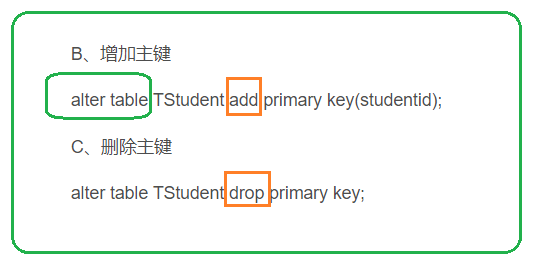 B、增加主键
alter table TStudent add primary key(studentid);
C、删除主键
alter table TStudent drop primary key;